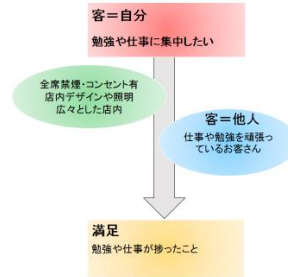 客＝自分
勉強や仕事に集中したい
全席禁煙・コンセント有
店内デザインや照明
広々とした店内
客＝他人
仕事や勉強を頑張っ
ているお客さん
満足
勉強や仕事が捗ったこと